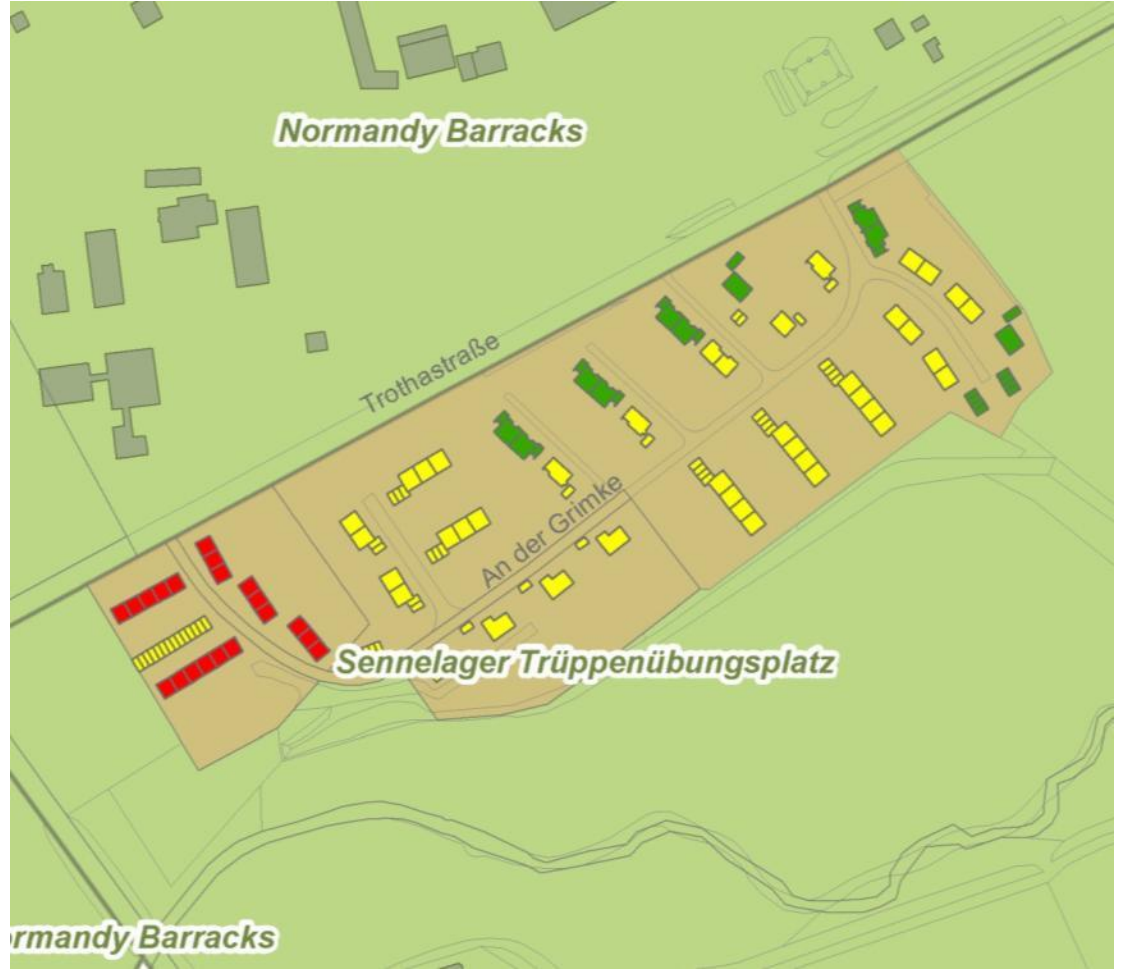 Normandy Barracks
Trothastraße
An der Grimke
Sennelager Trüppenübungsplatz
rmandy Barracks